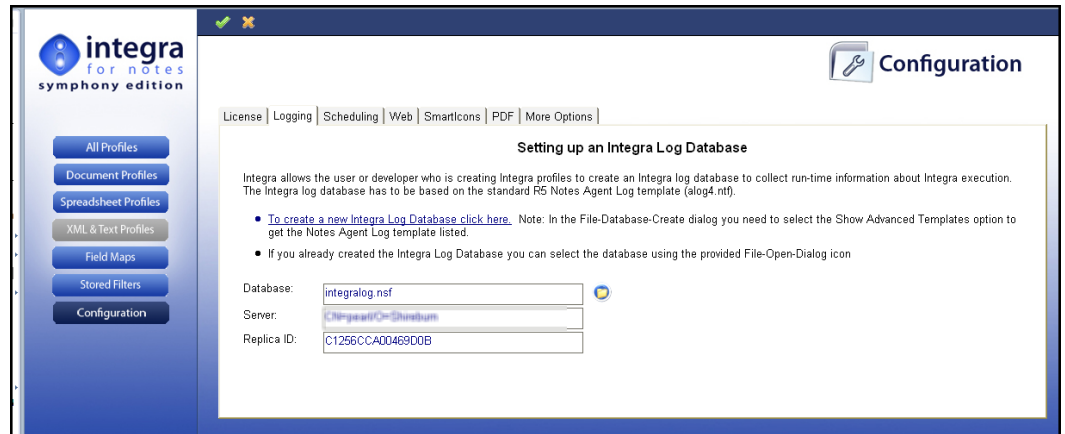 integra
for notes
symphony edition
Configuration
All Profiles
Document Profiles
Spreadsheet Profiles
XML & Text Profiles
Field Maps
Stored Filters
Configuration
License | Logging | Scheduling | Web | SmartIcons | PDF | More Options
Setting up an Integra Log Database
Integra allows the user or developer who is creating Integra profiles to create an Integra log database to collect run-time information about Integra execution.
The Integra log database has to be based on the standard R5 Notes Agent Log template (alog4.ntf).
To create a new Integra Log Database click here. Note: In the File-Database-Create dialog you need to select the Show Advanced Templates option to
get the Notes Agent Log template listed.
If you already created the Integra Log Database you can select the database using the provided File-Open-Dialog icon
Database: integralog.nsf
Server:
Replica ID: C1256CCA00469D0B